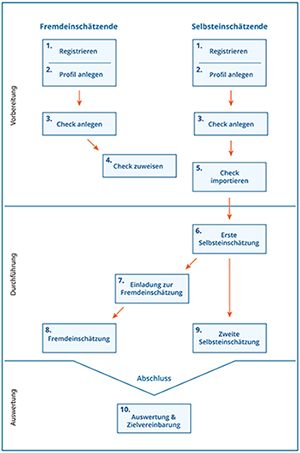 Fremdeinschätzende
Selbsteinschätzende
Vorbereitung
1. Registrieren
2. Profil anlegen
1. Registrieren
2. Profil anlegen
3. Check anlegen
3. Check anlegen
4. Check zuweisen
5. Check
importieren
Durchführung
6. Erste
Selbsteinschätzung
7. Einladung zur
Fremdeinschätzung
8. Fremdeinschätzung
9. Zweite
Selbsteinschätzung
Auswertung
Abschluss
10. Auswertung &
Zielvereinbarung